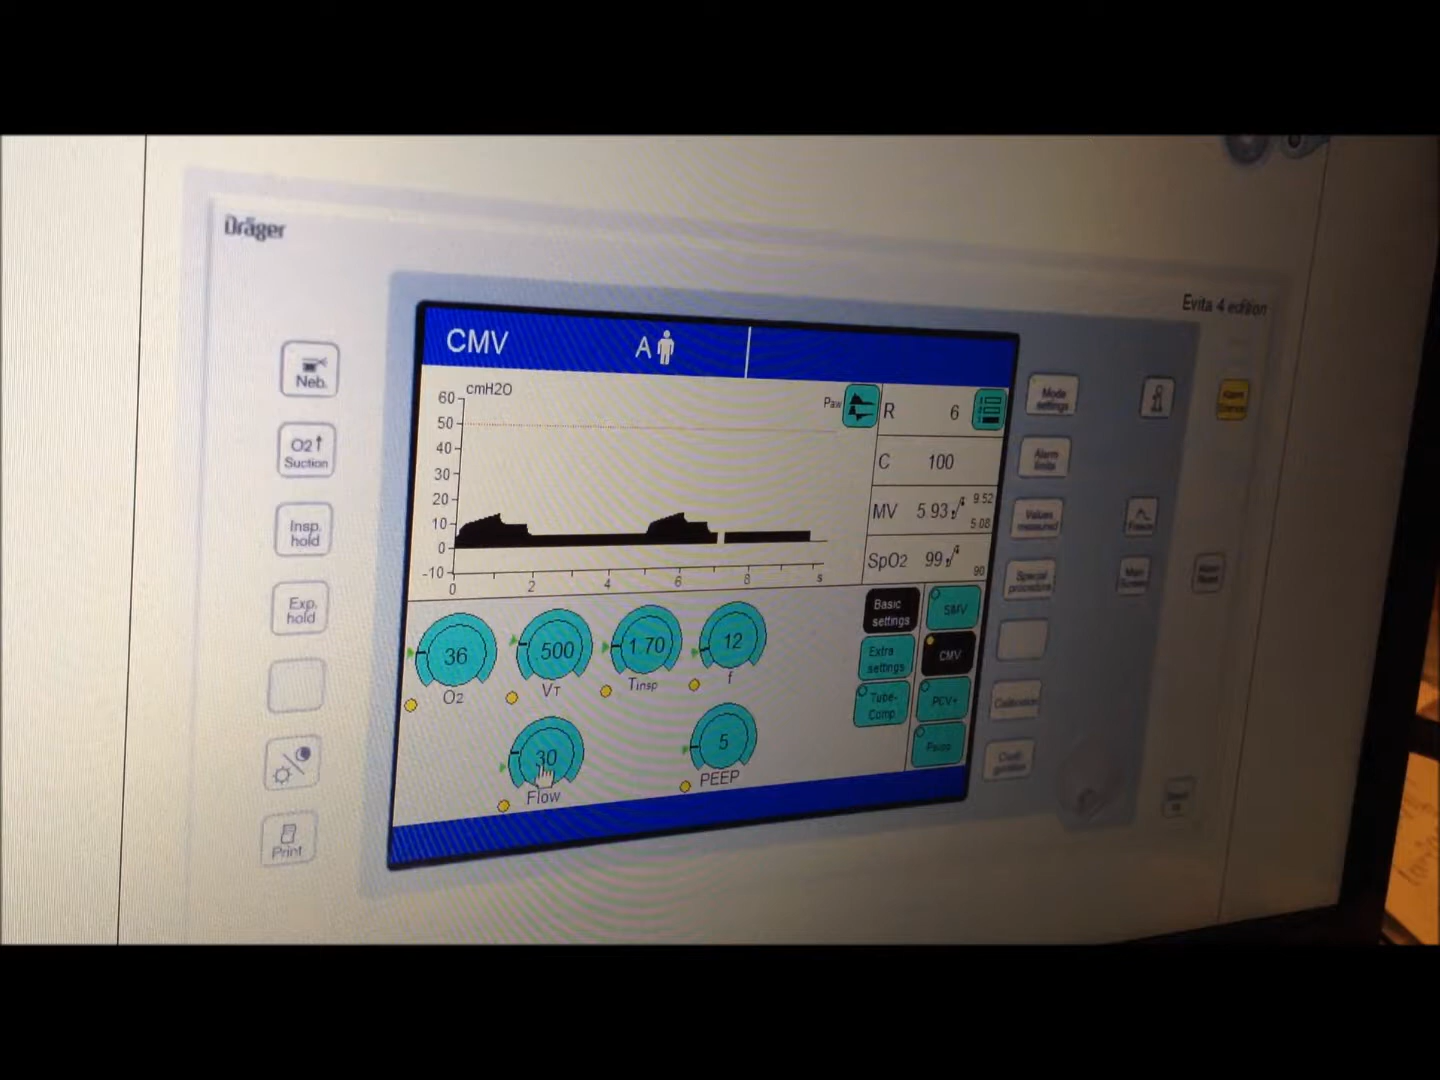 Dräger
Evita 4 edition
CMV
A
Neb.
O2↑
Suction
Insp.
hold
Exp.
hold
Print
cmH2O
Paw
60
50
40
30
20
10
0
-10
0 2 4 6 8 s
R 6
C 100
MV 5.93 9.52
5.08
SpO2 99
90
36
O2
500
VT
1.70
Tinsp
12
f
30
Flow
5
PEEP
Basic
settings
Extra
settings
Tube-
Comp
SIMV
CMV
PCV+
Mode
settings
Alarm
limits
Values
measured
Special
procedure